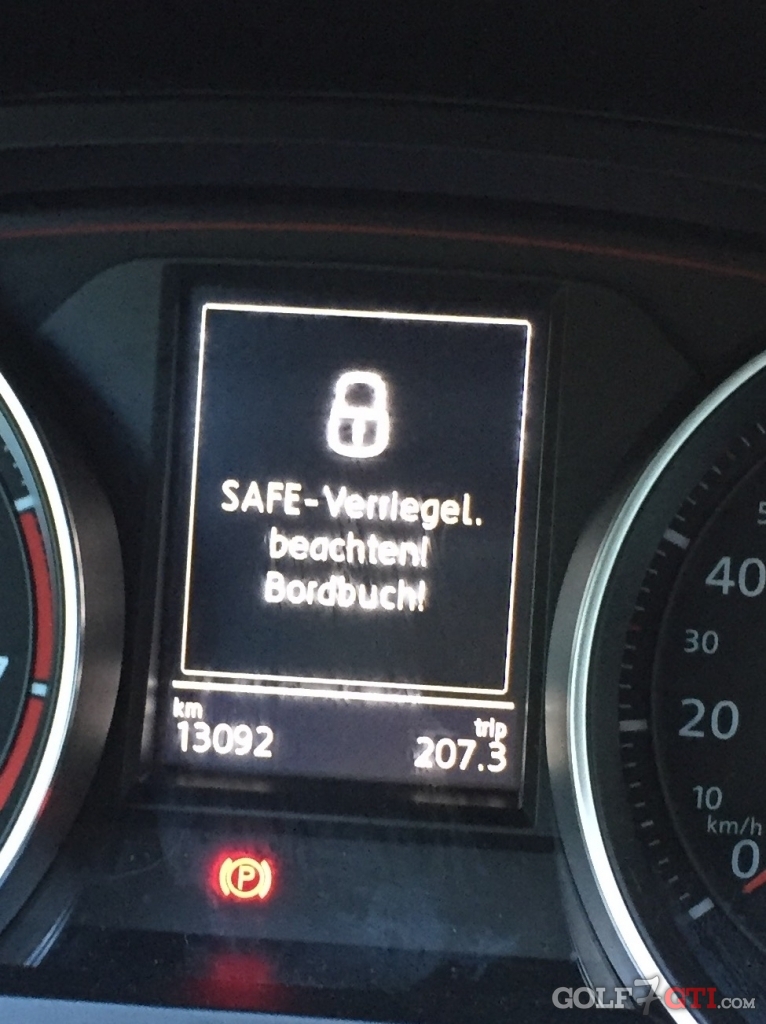 SAFE-Verriegel.
beachten!
Bordbuch!
km
13092
trip
207.3
40
30
20
10
km/h
0
P
GOLF7GTI.COM